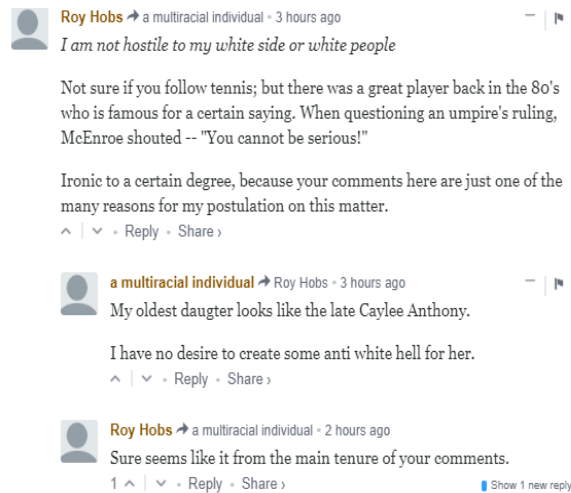 Roy Hobs → a multiracial individual • 3 hours ago
I am not hostile to my white side or white people
Not sure if you follow tennis; but there was a great player back in the 80's
who is famous for a certain saying. When questioning an umpire's ruling,
McEnroe shouted -- "You cannot be serious!"
Ironic to a certain degree, because your comments here are just one of the
many reasons for my postulation on this matter.
• Reply • Share ›
a multiracial individual → Roy Hobs • 3 hours ago
My oldest daugter looks like the late Caylee Anthony.
I have no desire to create some anti white hell for her.
• Reply • Share ›
Roy Hobs → a multiracial individual • 2 hours ago
Sure seems like it from the main tenure of your comments.
1 • Reply • Share ›
Show 1 new reply